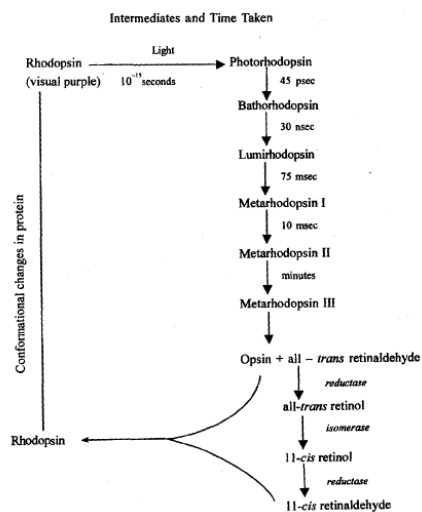 Intermediates and Time Taken
Light
Rhodopsin
Photorhodopsin
(visual purple)
10⁻¹⁵ seconds
45 psec
Bathorhodopsin
30 nsec
Lumirhodopsin
75 msec
Metarhodopsin I
10 msec
Metarhodopsin II
minutes
Metarhodopsin III
Conformational changes in protein
Opsin + all – trans retinaldehyde
reductase
all-trans retinol
isomerase
Rhodopsin
11-cis retinol
reductase
11-cis retinaldehyde